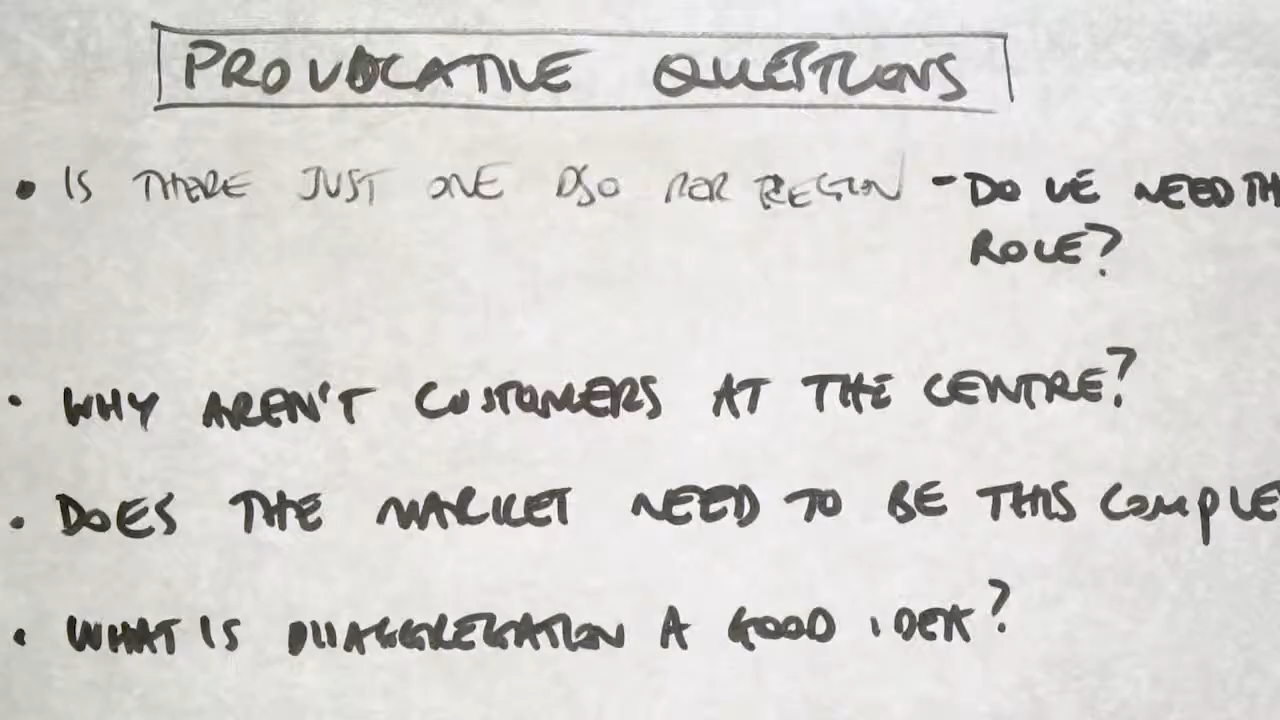 PROVOCATIVE QUESTIONS
• IS THERE JUST ONE DSO PER REGION - DO WE NEED TH
ROLE?
• WHY AREN'T CUSTOMERS AT THE CENTRE?
• DOES THE MARKET NEED TO BE THIS COMPLE
• WHAT IS DISAGGREGATION A GOOD IDEA?